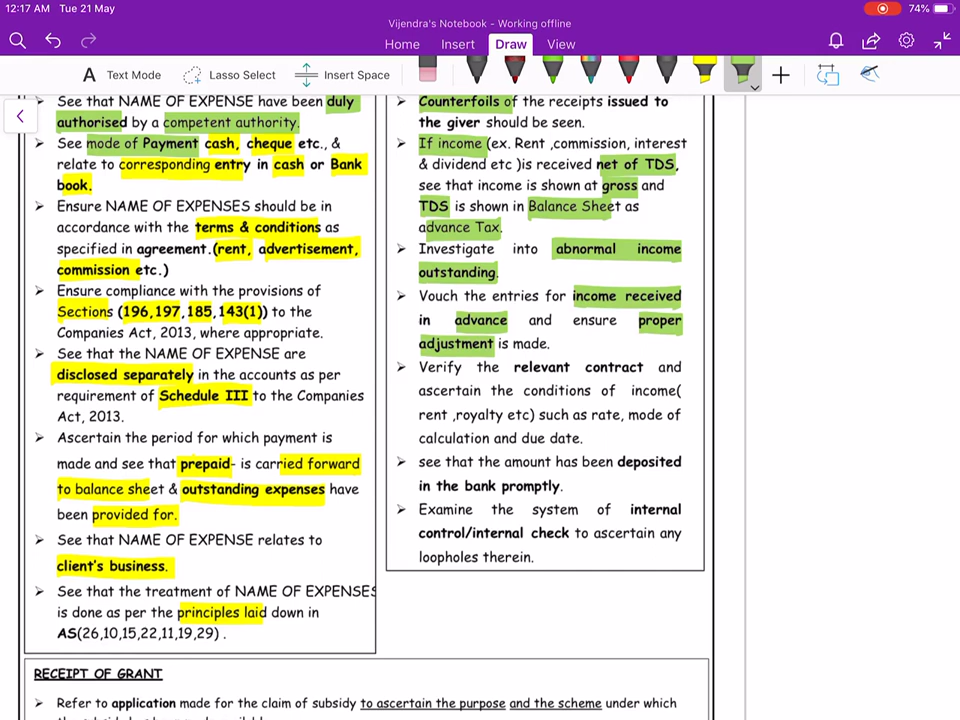 12:17 AM Tue 21 May
74%
Vijendra's Notebook - Working offline
Home Insert Draw View
A Text Mode Lasso Select Insert Space
See that NAME OF EXPENSE have been duly
authorised by a competent authority.
➤ See mode of Payment cash, cheque etc., &
relate to corresponding entry in cash or Bank
book.
➤ Ensure NAME OF EXPENSES should be in
accordance with the terms & conditions as
specified in agreement.(rent, advertisement,
commission etc.)
➤ Ensure compliance with the provisions of
Sections (196,197,185,143(1)) to the
Companies Act, 2013, where appropriate.
➤ See that the NAME OF EXPENSE are
disclosed separately in the accounts as per
requirement of Schedule III to the Companies
Act, 2013.
➤ Ascertain the period for which payment is
made and see that prepaid- is carried forward
to balance sheet & outstanding expenses have
been provided for.
➤ See that NAME OF EXPENSE relates to
client's business.
➤ See that the treatment of NAME OF EXPENSES
is done as per the principles laid down in
AS(26,10,15,22,11,19,29) .
➤ Counterfoils of the receipts issued to
the giver should be seen.
➤ If income (ex. Rent ,commission, interest
& dividend etc )is received net of TDS,
see that income is shown at gross and
TDS is shown in Balance Sheet as
advance Tax.
➤ Investigate into abnormal income
outstanding.
➤ Vouch the entries for income received
in advance and ensure proper
adjustment is made.
➤ Verify the relevant contract and
ascertain the conditions of income(
rent ,royalty etc) such as rate, mode of
calculation and due date.
➤ see that the amount has been deposited
in the bank promptly.
➤ Examine the system of internal
control/internal check to ascertain any
loopholes therein.
RECEIPT OF GRANT
➤ Refer to application made for the claim of subsidy to ascertain the purpose and the scheme under which